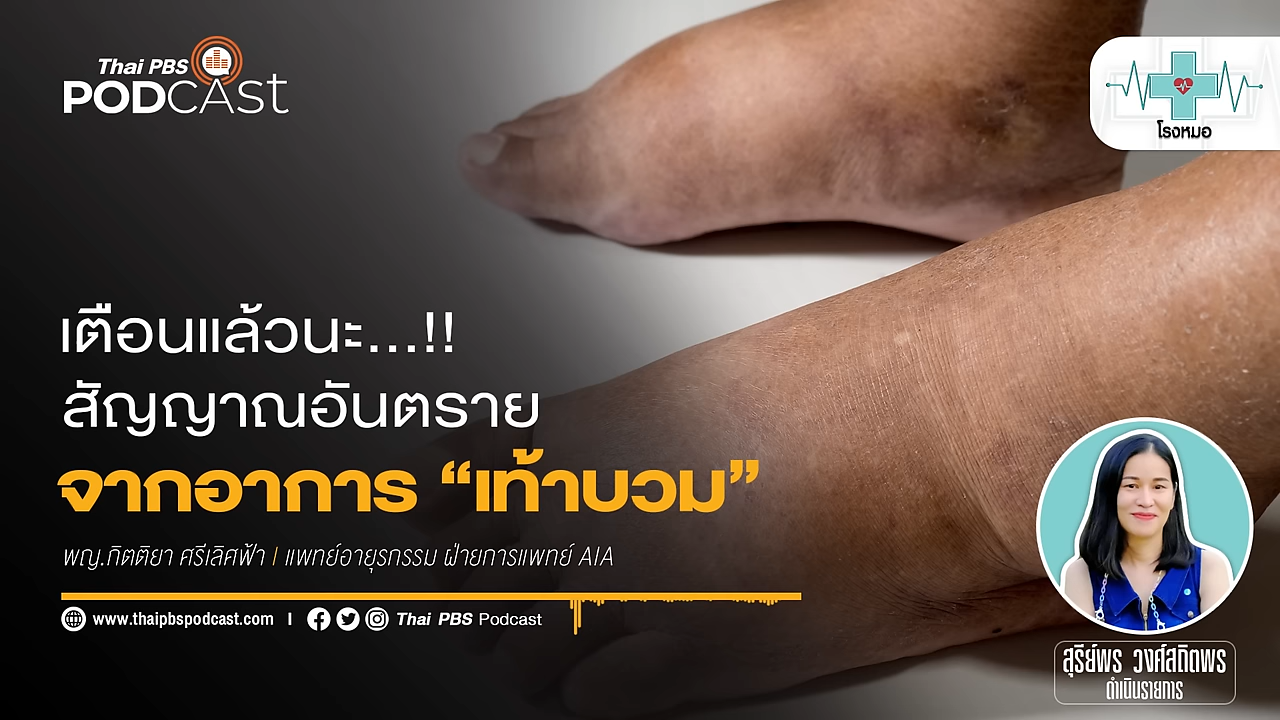 Thai PBS
PODCAST
โรงหมอ
เตือนแล้วนะ...!!
สัญญาณอันตราย
จากอาการ “เท้าบวม”
พญ.กิตติยา ศรีเลิศฟ้า | แพทย์อายุรกรรม ฝ่ายการแพทย์ AIA
www.thaipbspodcast.com | Thai PBS Podcast
สุรีย์พร วงศ์สถิตพร
ดำเนินรายการ